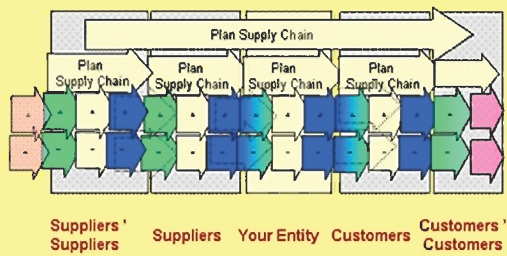 Plan Supply Chain
Plan
Supply Chain
Plan
Supply Chain
Plan
Supply Chain
Plan
Supply Chain
Suppliers '
Suppliers
Suppliers
Your Entity
Customers
Customers '
Customers